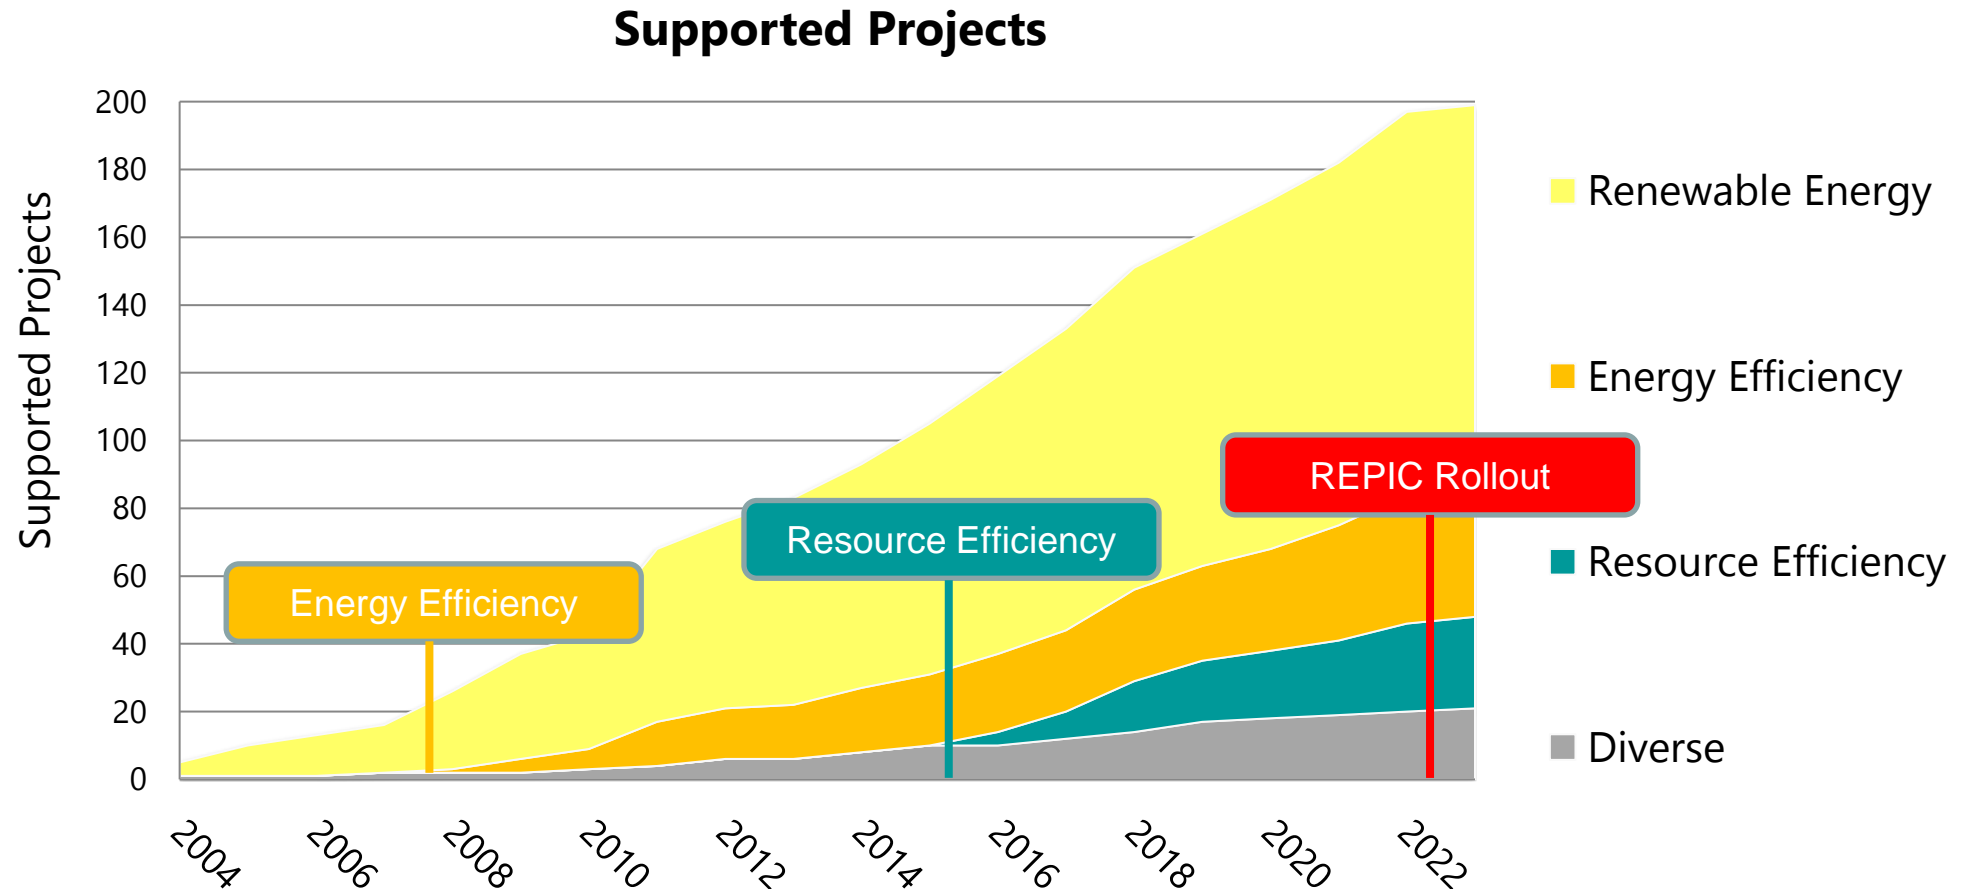 Supported Projects
Supported Projects
200
180
160
140
120
100
80
60
40
20
0
2004
2006
2008
2010
2012
2014
2016
2018
2020
2022
Energy Efficiency
Resource Efficiency
REPIC Rollout
Renewable Energy
Energy Efficiency
Resource Efficiency
Diverse